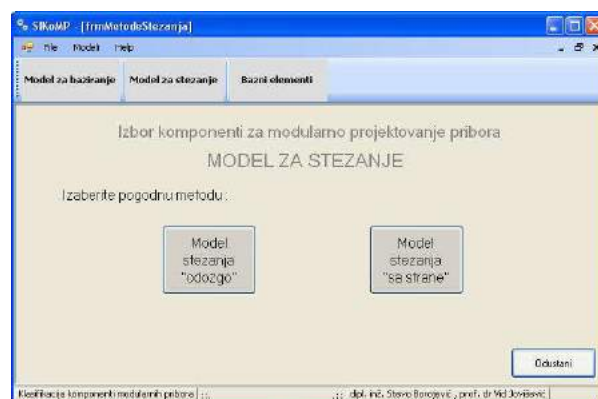 SIKoMP - [frmMetodeStezanja]
File Modeli Help
Model za baziranje Model za stezanje Bazni elementi
Izbor komponenti za modularno projektovanje pribora
MODEL ZA STEZANJE
Izaberite pogodnu metodu :
Model
stezanja
"odozgo"
Model
stezanja
"sa strane"
Odustani
Klasifikacija komponenti modularnih pribora .::. .:: dipl. inž. Stevo Borojević , prof. dr Vid Jovišević